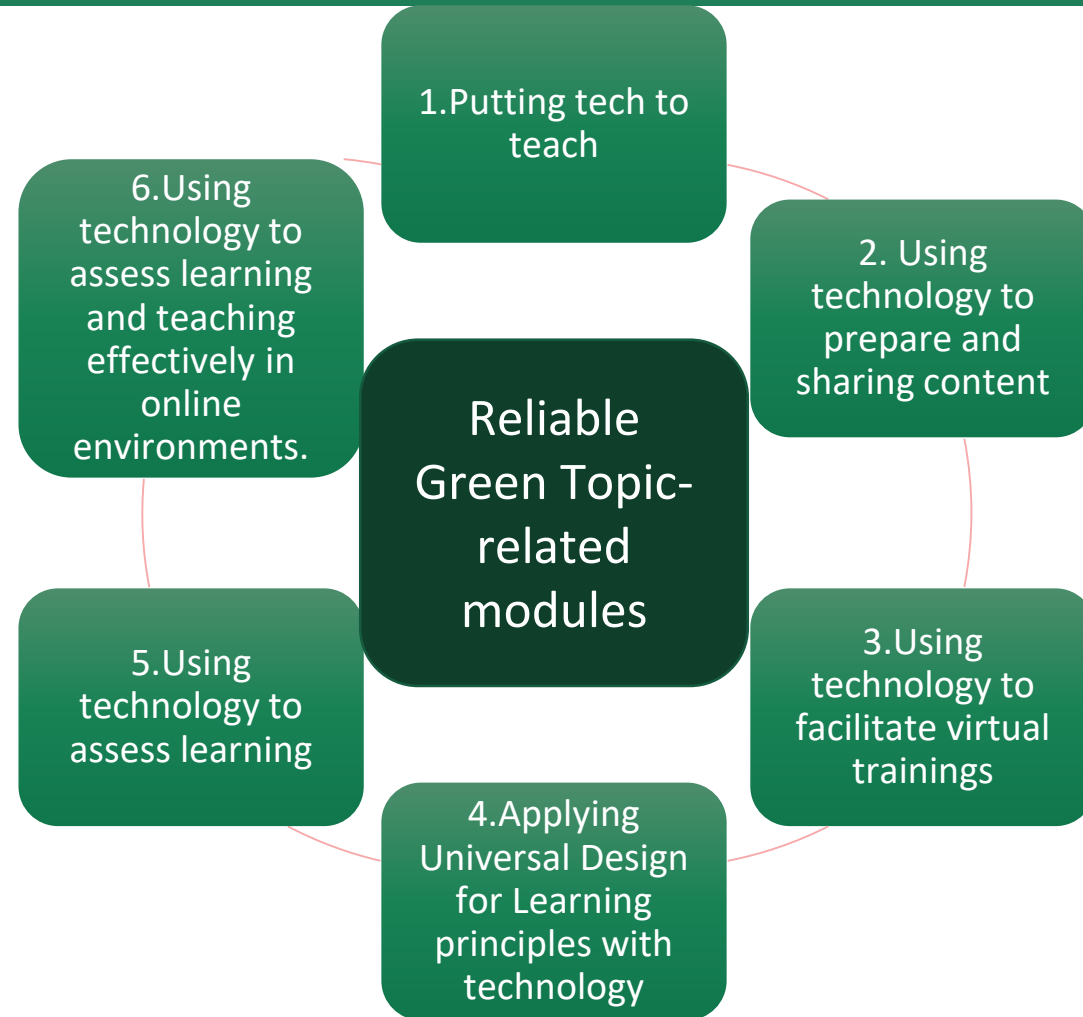 1.Putting tech to
teach
2. Using
technology to
prepare and
sharing content
3.Using
technology to
facilitate virtual
trainings
4.Applying
Universal Design
for Learning
principles with
technology
5.Using
technology to
assess learning
6.Using
technology to
assess learning
and teaching
effectively in
online
environments.
Reliable
Green Topic-
related
modules